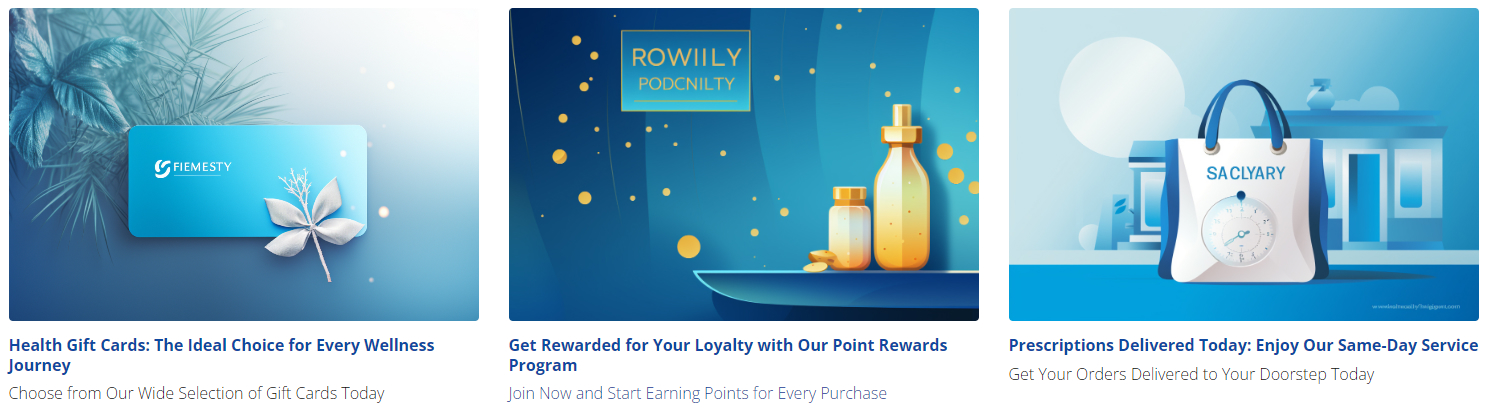 FIEMESTY
ROWIILY
PODCNILTY
SACLYARY
Health Gift Cards: The Ideal Choice for Every Wellness
Journey
Choose from Our Wide Selection of Gift Cards Today
Get Rewarded for Your Loyalty with Our Point Rewards
Program
Join Now and Start Earning Points for Every Purchase
Prescriptions Delivered Today: Enjoy Our Same-Day Service
Get Your Orders Delivered to Your Doorstep Today